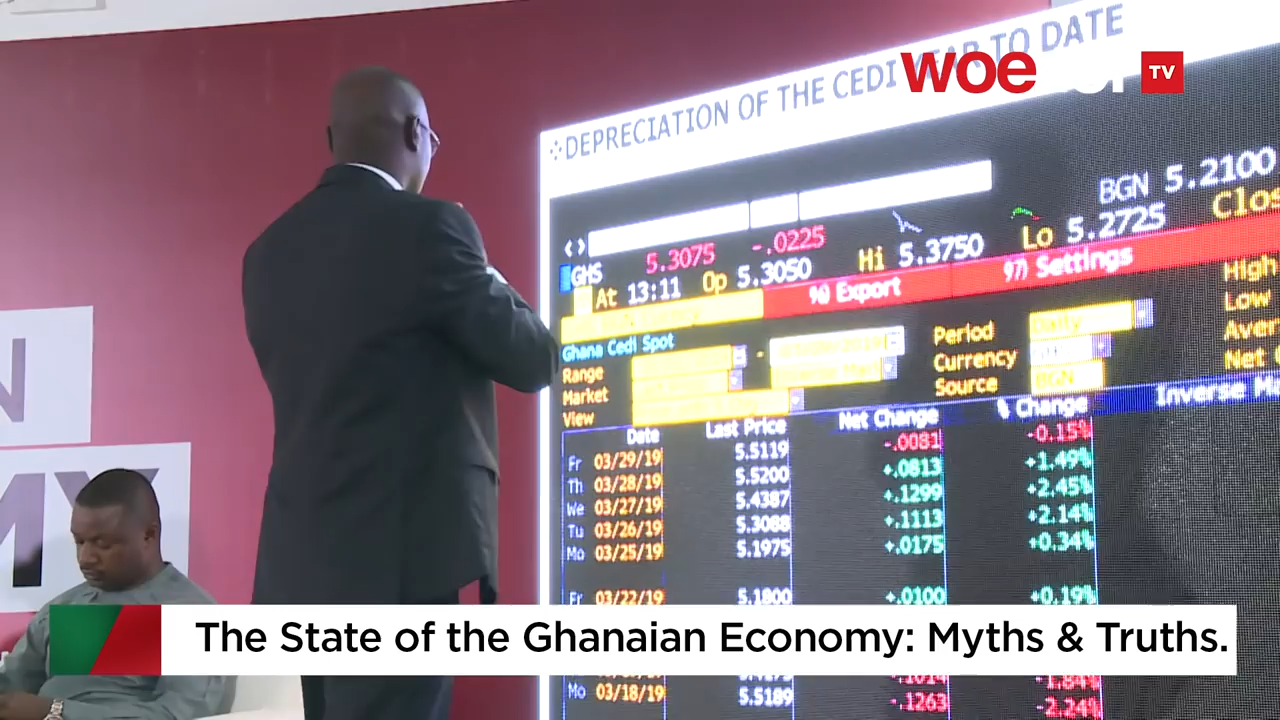 woe
TV
DEPRECIATION OF THE CEDI YEAR TO DATE
BGN 5.2100
GHS 5.3075 -.0225
At 13:11 Op 5.3050 Hi 5.3750 Lo 5.2725 Clos
90 Export 97 Settings
Ghana Cedi Spot
High
Low
Aver
Net C
Range
Market
View
Period Daily
Currency
Source BGN
Inverse Ma
Date Last Price Net Change % Change
Fr 03/29/19 5.5119 -.0081 -0.15%
Th 03/28/19 5.5200 +.0813 +1.49%
We 03/27/19 5.4387 +.1299 +2.45%
Tu 03/26/19 5.3088 +.1113 +2.14%
Mo 03/25/19 5.1975 +.0175 +0.34%
Fr 03/22/19 5.1800 +.0100 +0.19%
N
MY
The State of the Ghanaian Economy: Myths & Truths.
Mo 03/18/19 5.5189 -.1263 -2.24%